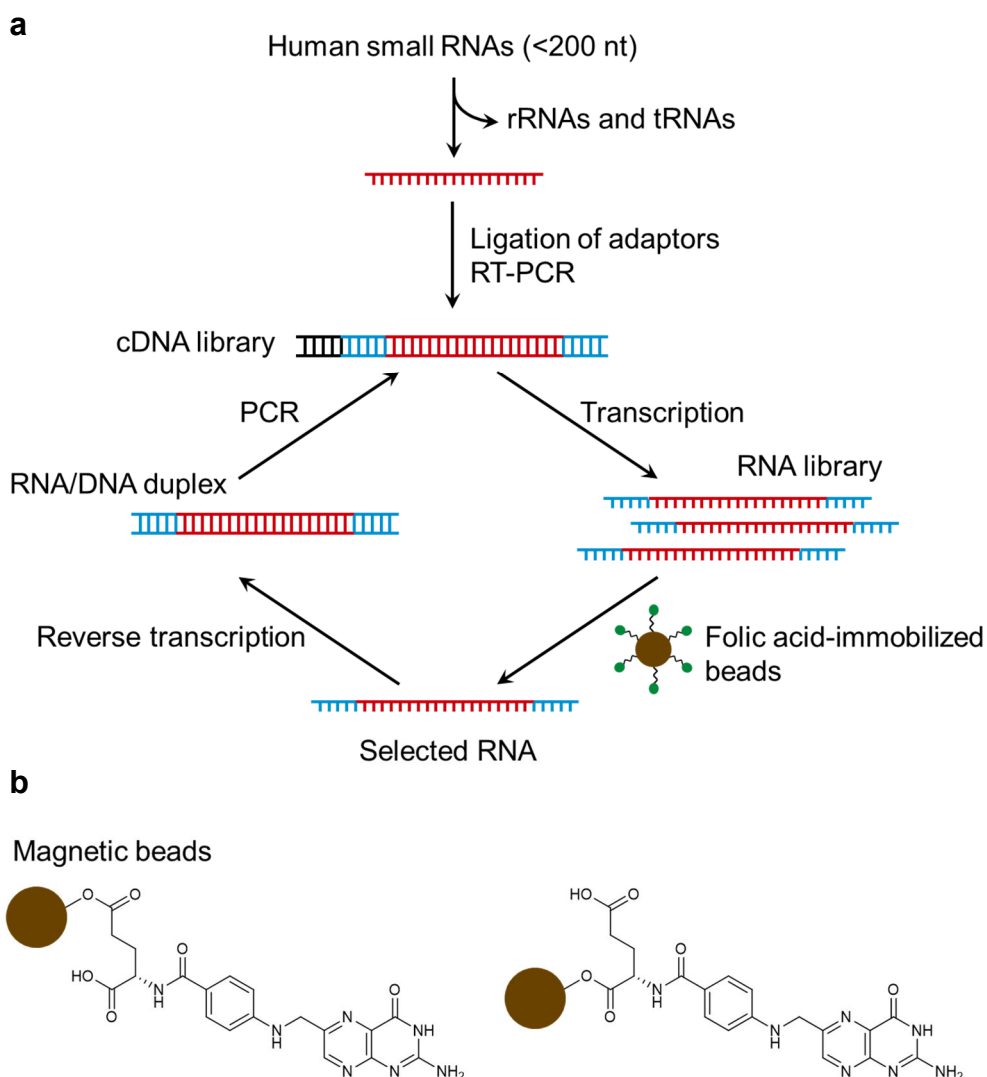 a
Human small RNAs (<200 nt)
rRNAs and tRNAs
Ligation of adaptors
RT-PCR
cDNA library
PCR
Transcription
RNA/DNA duplex
RNA library
Reverse transcription
Folic acid-immobilized
beads
Selected RNA
b
Magnetic beads
O
O
HO
O
N
H
O
N
H
N
N
O
NH
N
NH2
HO
O
O
O
N
H
O
N
H
N
N
O
NH
N
NH2